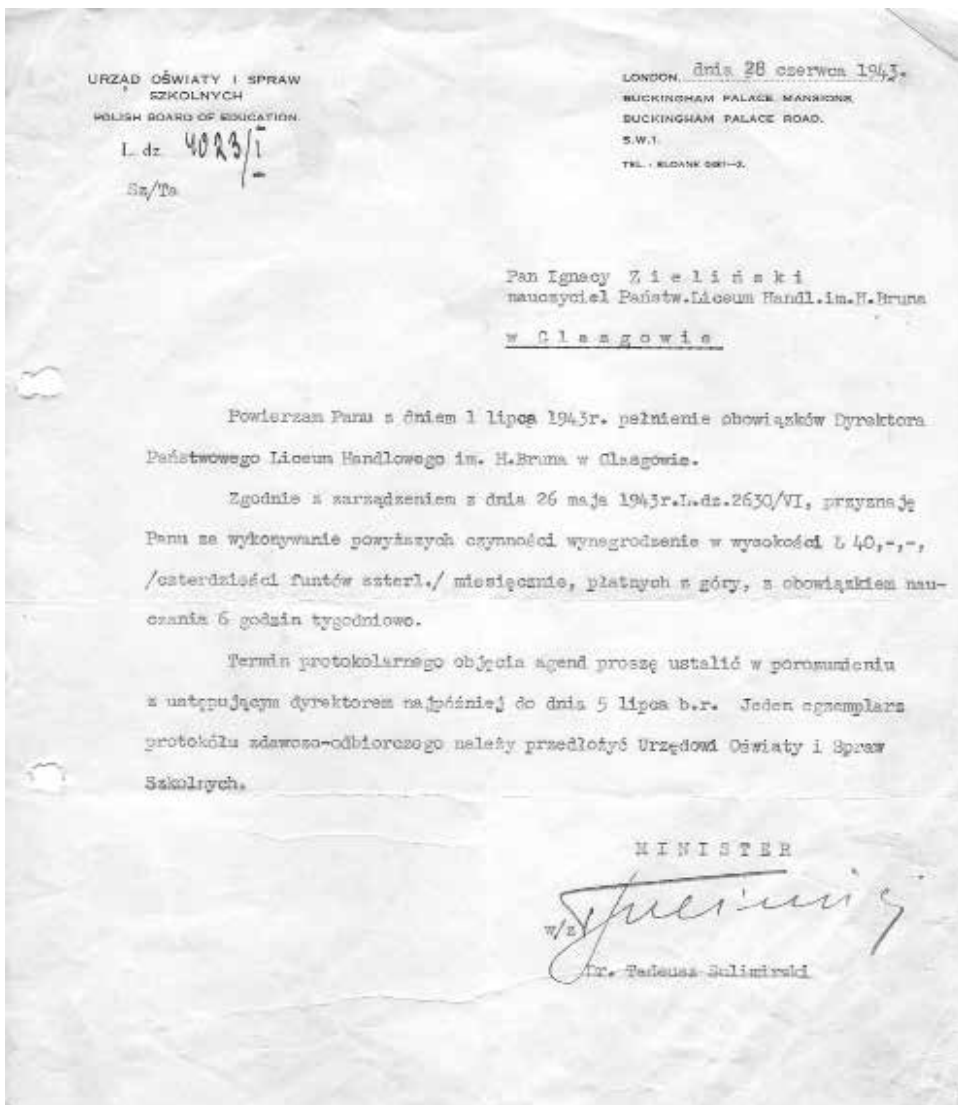 URZĄD OŚWIATY I SPRAW
SZKOLNYCH
POLISH BOARD OF EDUCATION.
L. dz. 4023/I
Sz/Ta
LONDON, dnia 28 czerwca 1943.
BUCKINGHAM PALACE MANSIONS,
BUCKINGHAM PALACE ROAD,
S.W.1.
TEL.: SLOANE
Pan Ignacy Z i e l i ń s k i
nauczyciel Państw.Liceum Handl.im.H.Bruna
w G l a s g o w i e
Powierzam Panu z dniem 1 lipca 1943r. pełnienie obowiązków Dyrektora
Państwowego Liceum Handlowego im. H.Bruna w Glasgowie.
Zgodnie z zarządzeniem z dnia 26 maja 1943r.L.dz.2630/VI, przyznaję
Panu za wykonywanie powyższych czynności wynagrodzenie w wysokości Ł 40,-,-,
/czterdzieści funtów szterl./ miesięcznie, płatnych z góry, z obowiązkiem nau-
czania 6 godzin tygodniowo.
Termin protokolarnego objęcia agend proszę ustalić w porozumieniu
z ustępującym dyrektorem najpóźniej do dnia 5 lipca b.r. Jeden egzemplarz
protokółu zdawczo-odbiorczego należy przedłożyć Urzędowi Oświaty i Spraw
Szkolnych.
M I N I S T E R
w/z
Dr. Tadeusz Sulimirski